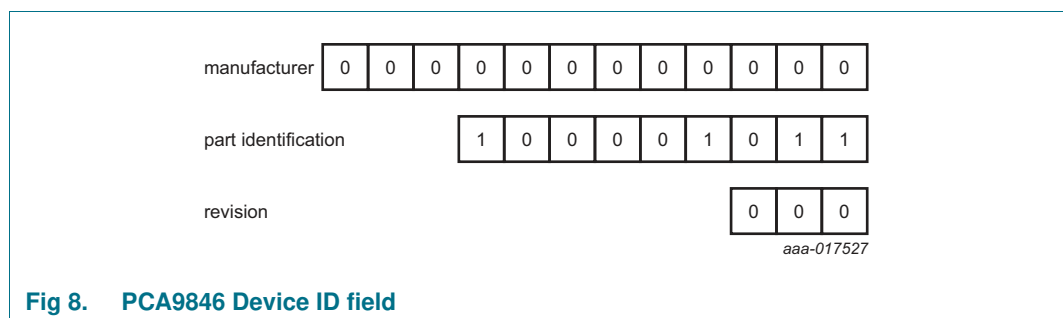 manufacturer 0 0 0 0 0 0 0 0 0 0 0 0
part identification 1 0 0 0 0 1 0 1 1
revision 0 0 0
aaa-017527
Fig 8. PCA9846 Device ID field